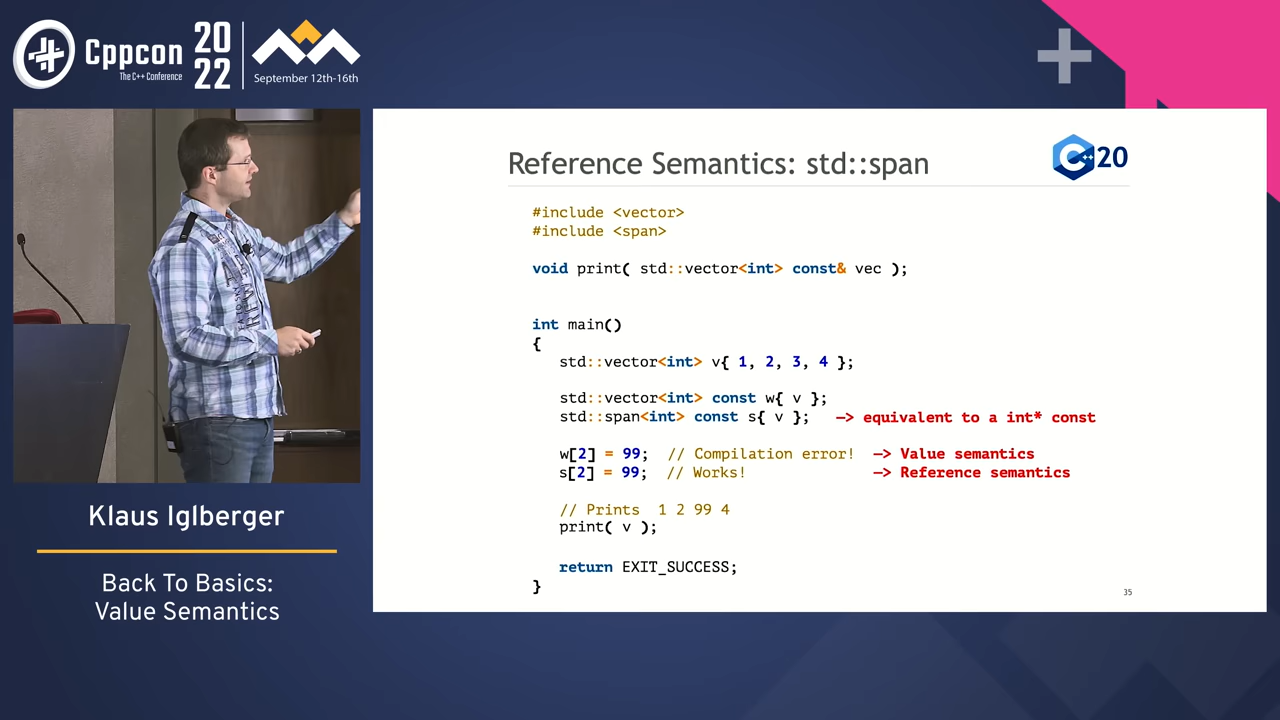 Cppcon
The C++ Conference
20
22
September 12th-16th
Reference Semantics: std::span
C++ 20
#include <vector>
#include <span>
void print( std::vector<int> const& vec );
int main()
{
std::vector<int> v{ 1, 2, 3, 4 };
std::vector<int> const w{ v };
std::span<int> const s{ v }; —> equivalent to a int* const
w[2] = 99; // Compilation error! —> Value semantics
s[2] = 99; // Works! —> Reference semantics
// Prints 1 2 99 4
print( v );
return EXIT_SUCCESS;
}
35
Klaus Iglberger
Back To Basics:
Value Semantics